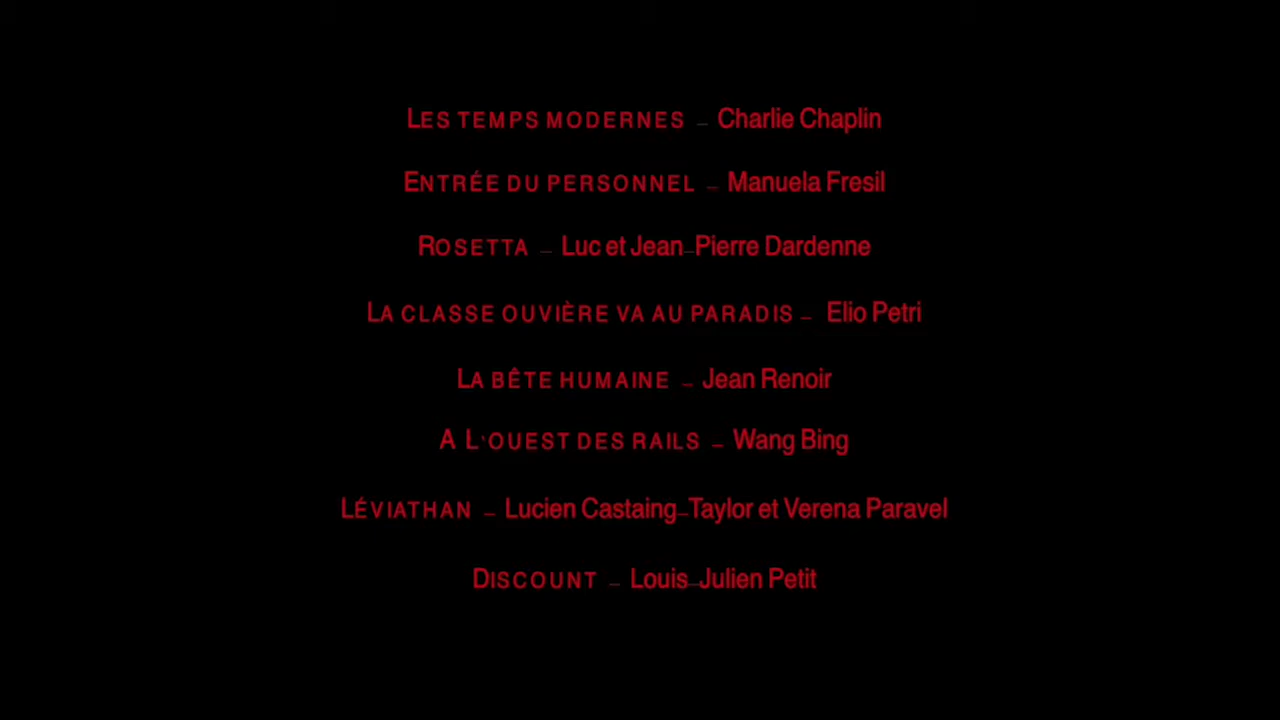 LES TEMPS MODERNES – Charlie Chaplin
ENTRÉE DU PERSONNEL – Manuela Fresil
ROSETTA – Luc et Jean-Pierre Dardenne
LA CLASSE OUVIÈRE VA AU PARADIS – Elio Petri
LA BÊTE HUMAINE – Jean Renoir
A L'OUEST DES RAILS – Wang Bing
LÉVIATHAN – Lucien Castaing-Taylor et Verena Paravel
DISCOUNT – Louis-Julien Petit